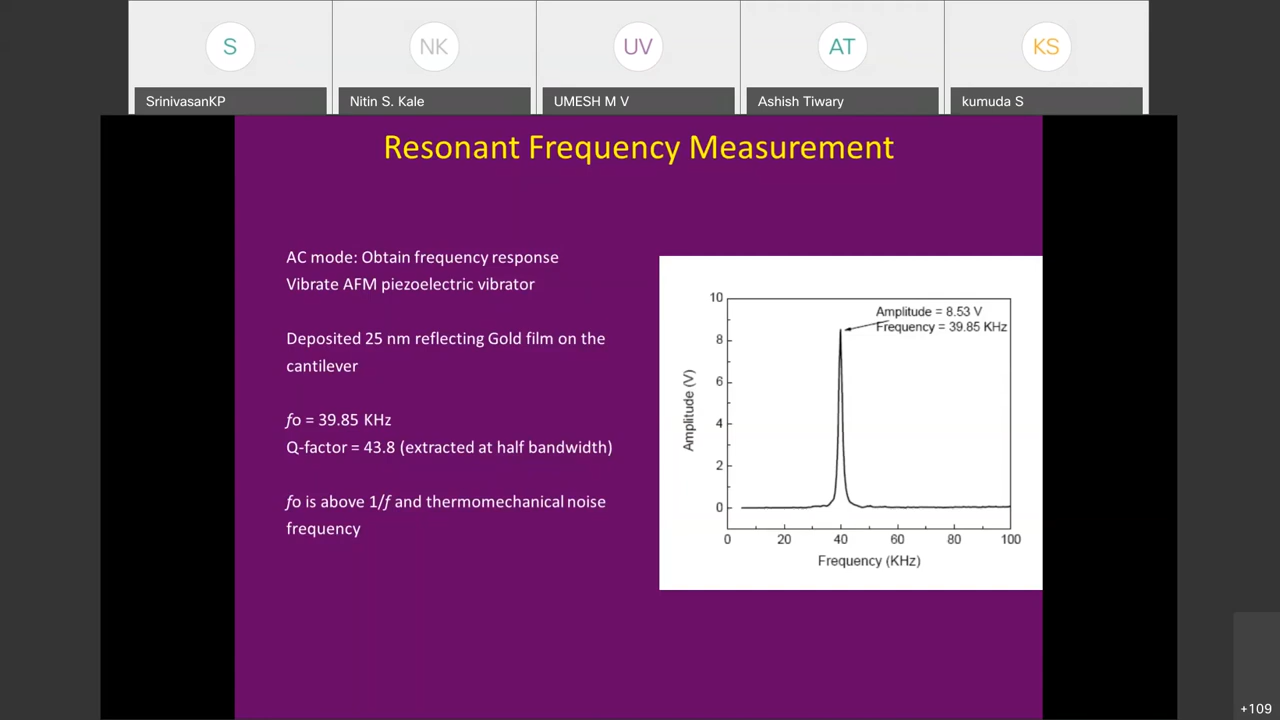 S
NK
UV
AT
KS
SrinivasanKP
Nitin S. Kale
UMESH M V
Ashish Tiwary
kumuda S
Resonant Frequency Measurement
AC mode: Obtain frequency response
Vibrate AFM piezoelectric vibrator
Deposited 25 nm reflecting Gold film on the
cantilever
fo = 39.85 KHz
Q-factor = 43.8 (extracted at half bandwidth)
fo is above 1/f and thermomechanical noise
frequency
Amplitude = 8.53 V
Frequency = 39.85 KHz
Amplitude (V)
10
8
6
4
2
0
0 20 40 60 80 100
Frequency (KHz)
+109